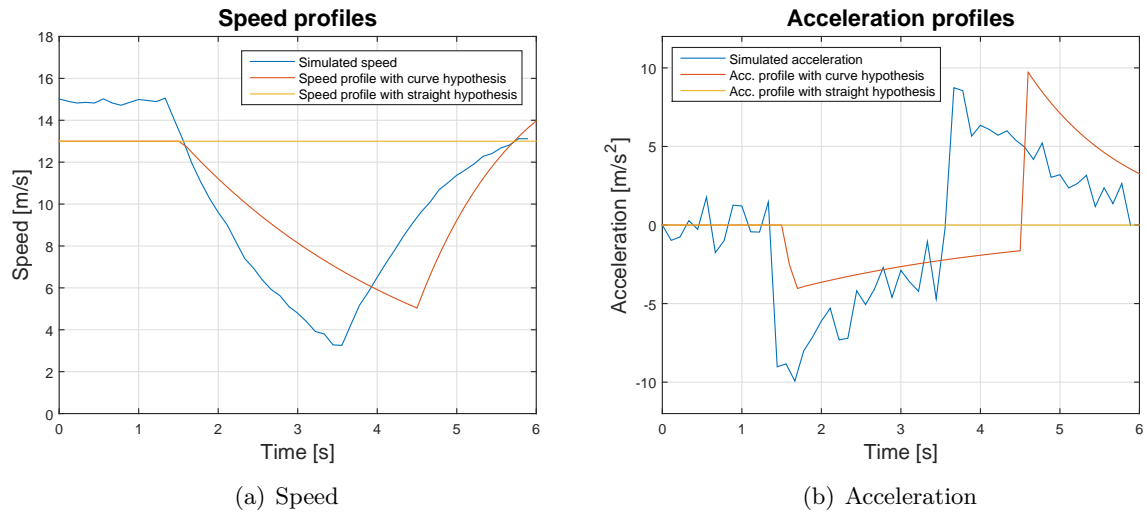 Speed profiles
18
16
14
12
10
8
6
4
2
0
Speed [m/s]
Simulated speed
Speed profile with curve hypothesis
Speed profile with straight hypothesis
0 1 2 3 4 5 6
Time [s]
(a) Speed
Acceleration profiles
10
5
0
-5
-10
Acceleration [m/s²]
Simulated acceleration
Acc. profile with curve hypothesis
Acc. profile with straight hypothesis
0 1 2 3 4 5 6
Time [s]
(b) Acceleration